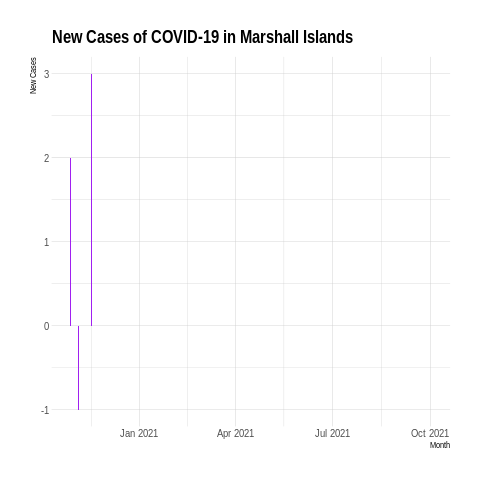 New Cases of COVID-19 in Marshall Islands
New Cases
3
2
1
0
-1
Jan 2021 Apr 2021 Jul 2021 Oct 2021
Month